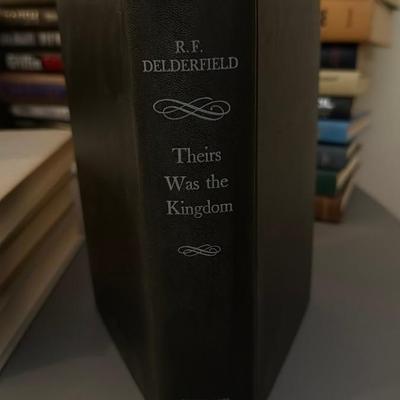 R. F.
DELDERFIELD
Theirs
Was the
Kingdom